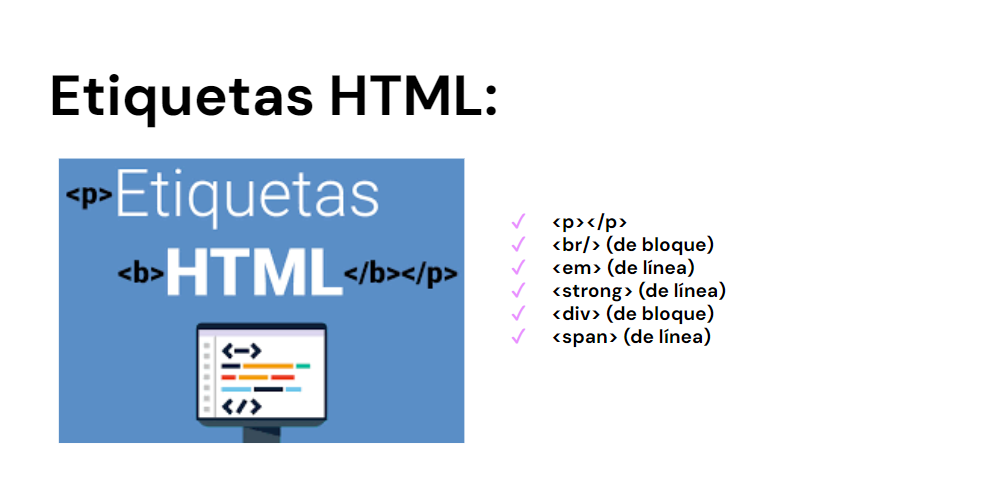 Etiquetas HTML:
<p>Etiquetas
<b>HTML</b></p>
<->
</>
✓ <p></p>
✓ <br/> (de bloque)
✓ <em> (de línea)
✓ <strong> (de línea)
✓ <div> (de bloque)
✓ <span> (de línea)